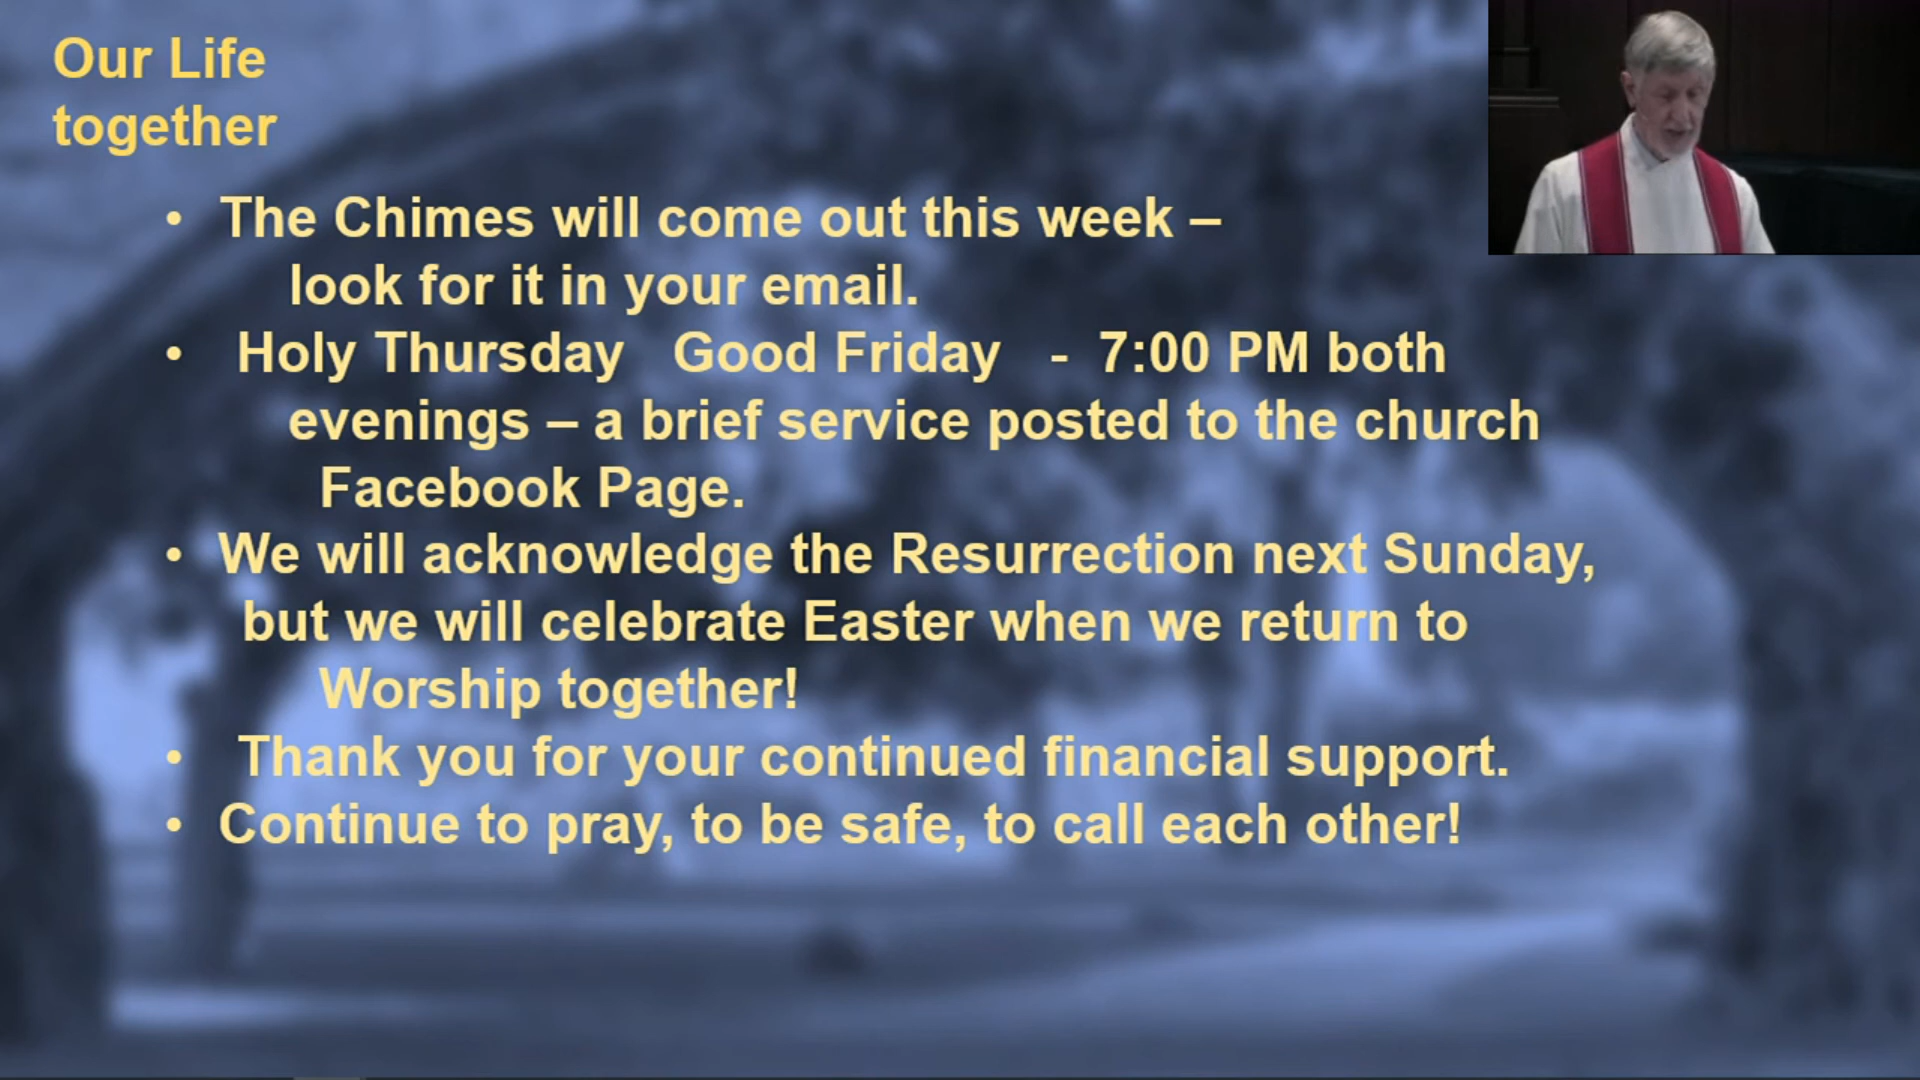 Our Life
together
• The Chimes will come out this week –
look for it in your email.
• Holy Thursday Good Friday - 7:00 PM both
evenings – a brief service posted to the church
Facebook Page.
• We will acknowledge the Resurrection next Sunday,
but we will celebrate Easter when we return to
Worship together!
• Thank you for your continued financial support.
• Continue to pray, to be safe, to call each other!